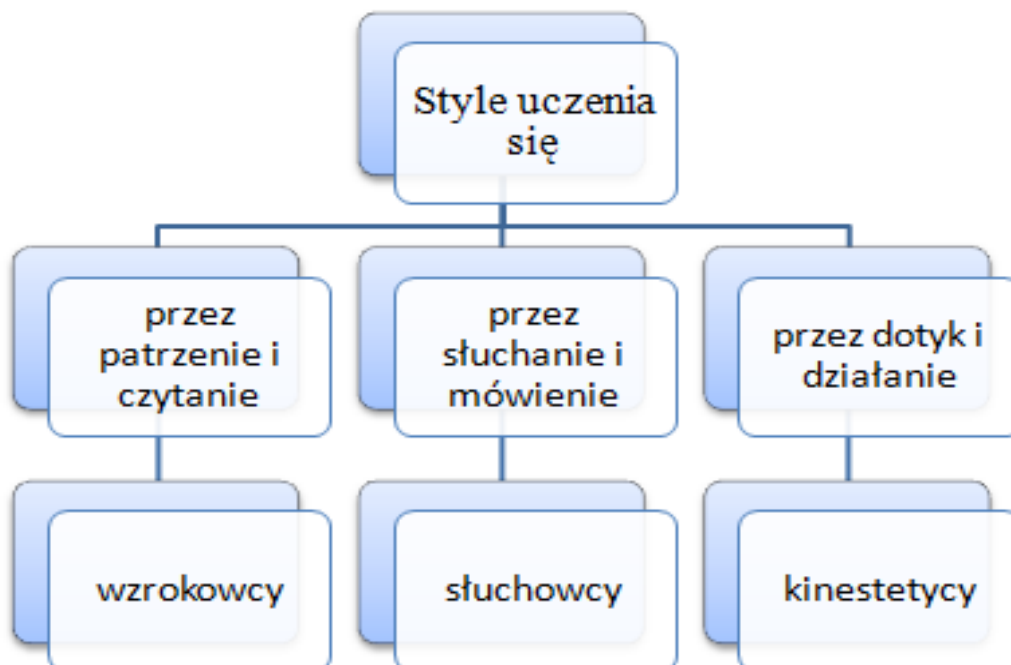 Style uczenia
się
przez
patrzenie i
czytanie
przez
słuchanie i
mówienie
przez dotyk i
działanie
wzrokowcy
słuchowcy
kinestetycy